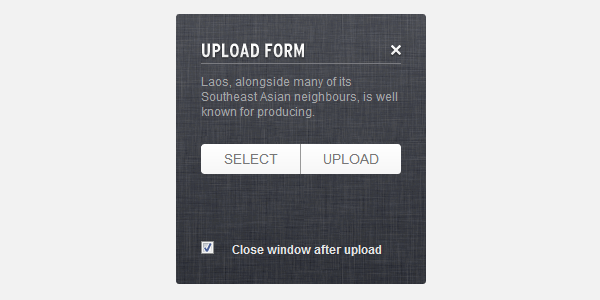 UPLOAD FORM
Laos, alongside many of its
Southeast Asian neighbours, is well
known for producing.
SELECT UPLOAD
Close window after upload